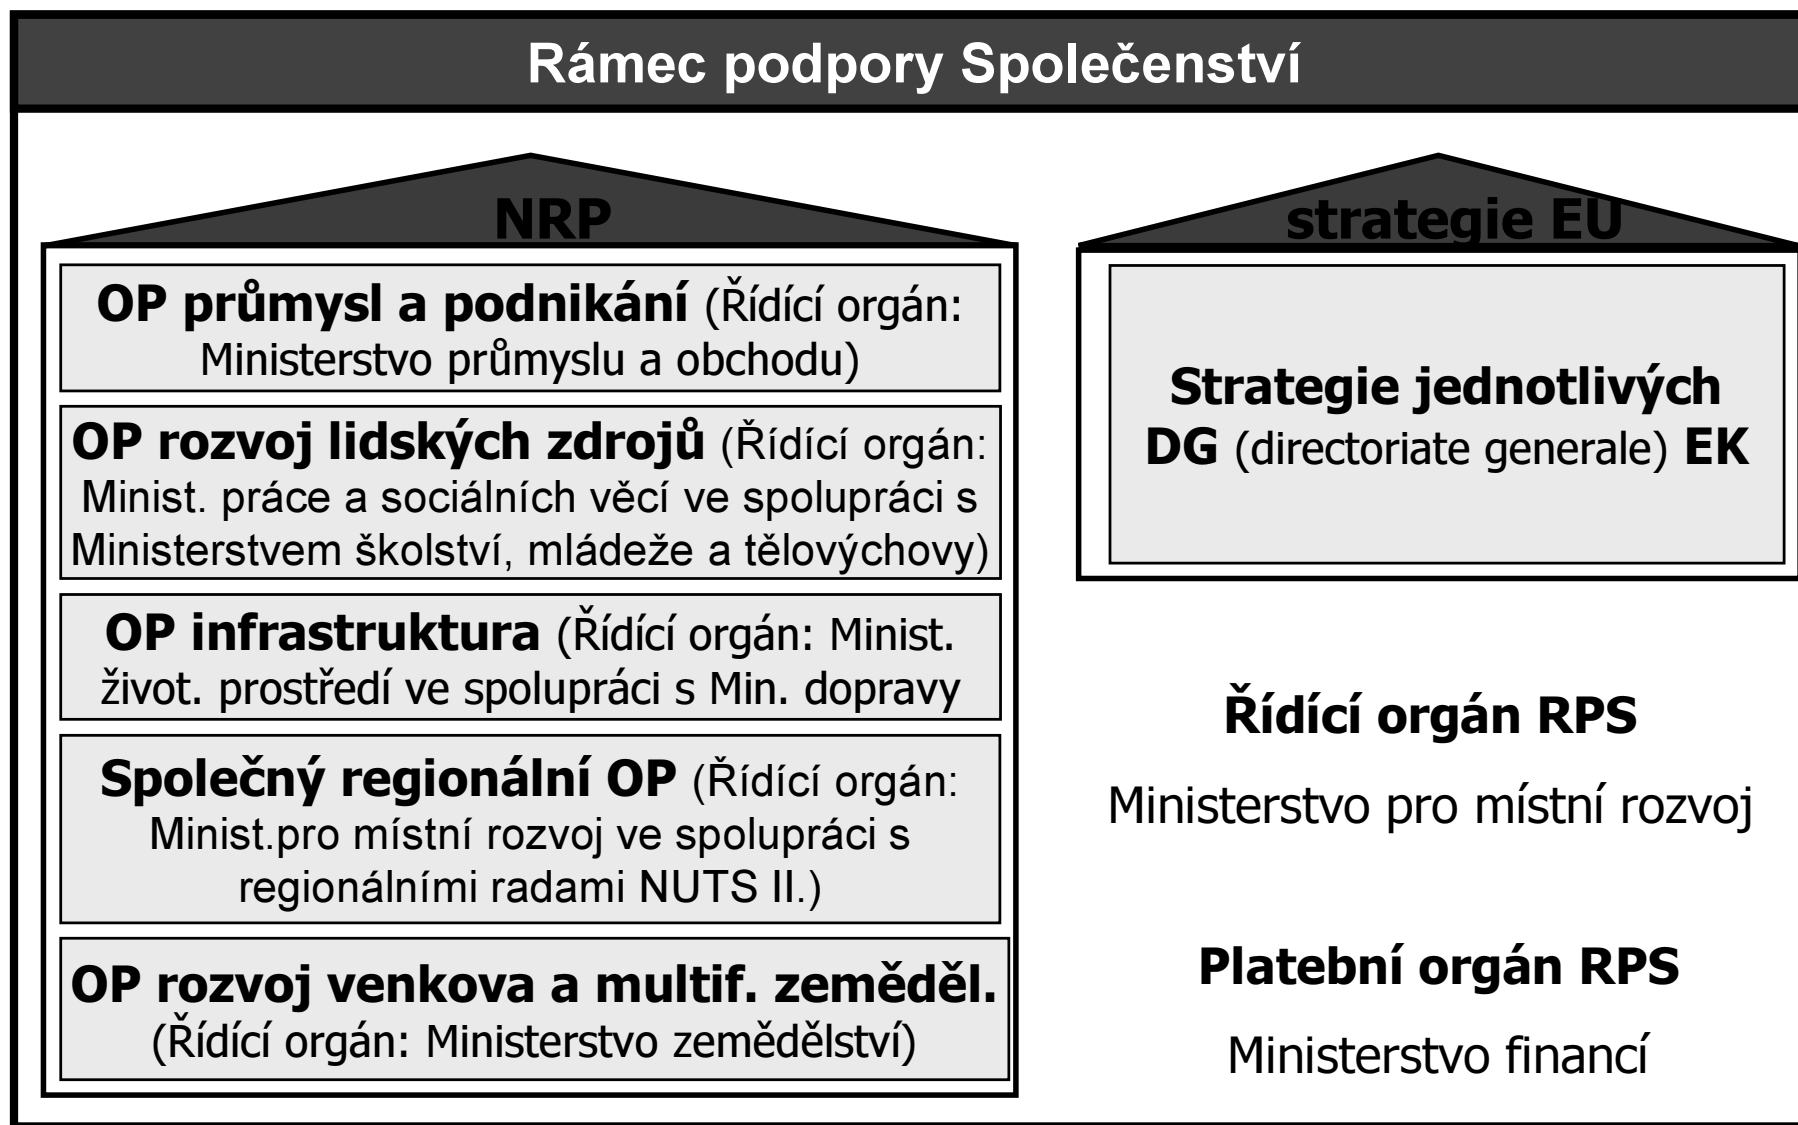 Rámec podpory Společenství
NRP
OP průmysl a podnikání (Řídící orgán:
Ministerstvo průmyslu a obchodu)
OP rozvoj lidských zdrojů (Řídící orgán:
Minist. práce a sociálních věcí ve spolupráci s
Ministerstvem školství, mládeže a tělovýchovy)
OP infrastruktura (Řídící orgán: Minist.
život. prostředí ve spolupráci s Min. dopravy
Společný regionální OP (Řídící orgán:
Minist.pro místní rozvoj ve spolupráci s
regionálními radami NUTS II.)
OP rozvoj venkova a multif. zeměděl.
(Řídící orgán: Ministerstvo zemědělství)
strategie EU
Strategie jednotlivých
DG (directoriate generale) EK
Řídící orgán RPS
Ministerstvo pro místní rozvoj
Platební orgán RPS
Ministerstvo financí